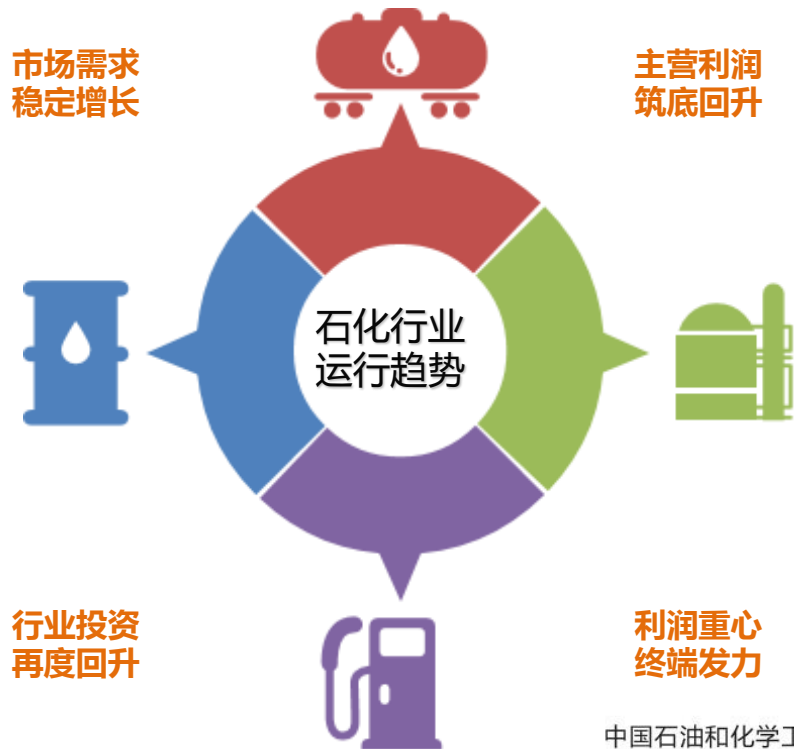 市场需求
稳定增长
主营利润
筑底回升
石化行业
运行趋势
行业投资
再度回升
利润重心
终端发力
中国石油和化学工